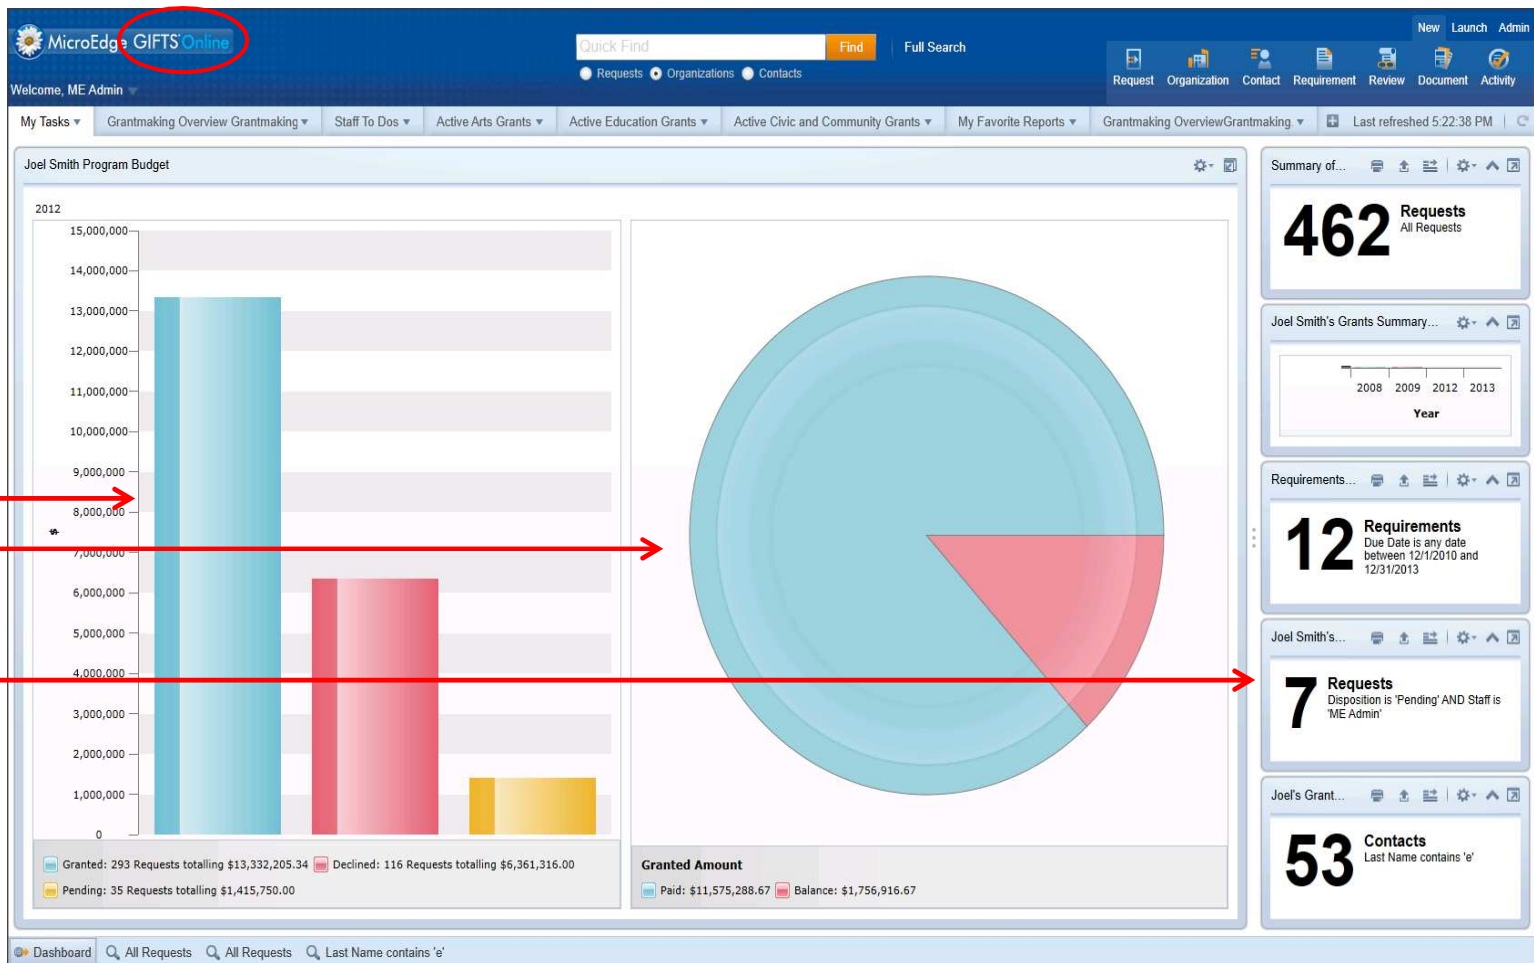 MicroEdge GIFTS Online
Quick Find
Find
Full Search
Requests Organizations Contacts
New Launch Admin
Request Organization Contact Requirement Review Document Activity
Welcome, ME Admin
My Tasks Grantmaking Overview Grantmaking Staff To Dos Active Arts Grants Active Education Grants Active Civic and Community Grants My Favorite Reports Grantmaking OverviewGrantmaking. Last refreshed 5:22:38 PM
Joel Smith Program Budget
2012
15,000,000
14,000,000
13,000,000
12,000,000
11,000,000
10,000,000
9,000,000
8,000,000
$
7,000,000
6,000,000
5,000,000
4,000,000
3,000,000
2,000,000
1,000,000
0
Granted: 293 Requests totalling $13,332,205.34 Declined: 116 Requests totalling $6,361,316.00
Pending: 35 Requests totalling $1,415,750.00
Granted Amount
Paid: $11,575,288.67 Balance: $1,756,916.67
Summary of...
462
Requests
All Requests
Joel Smith's Grants Summary...
2008 2009 2012 2013
Year
Requirements...
12
Requirements
Due Date is any date
between 12/1/2010 and
12/31/2013
Joel Smith's...
7
Requests
Disposition is 'Pending' AND Staff is
'ME Admin'
Joel's Grant...
53
Contacts
Last Name contains 'e'
Dashboard All Requests All Requests Last Name contains 'e'